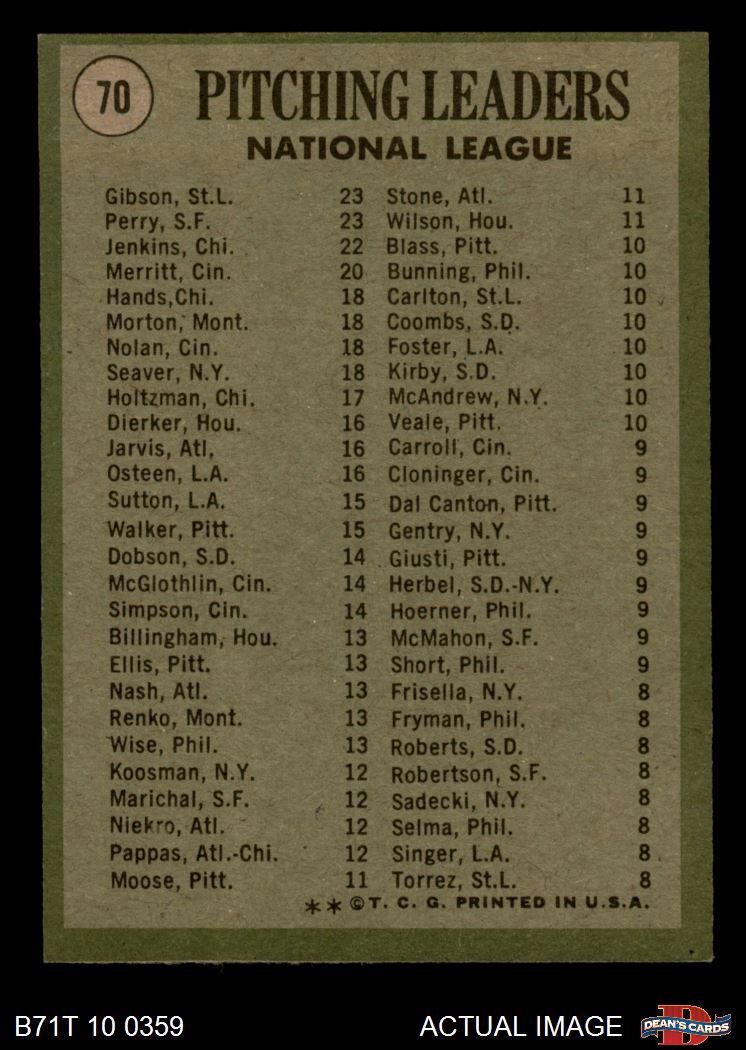 70
PITCHING LEADERS
NATIONAL LEAGUE
Gibson, St.L. 23
Perry, S.F. 23
Jenkins, Chi. 22
Merritt, Cin. 20
Hands,Chi. 18
Morton, Mont. 18
Nolan, Cin. 18
Seaver, N.Y. 18
Holtzman, Chi. 17
Dierker, Hou. 16
Jarvis, Atl. 16
Osteen, L.A. 16
Sutton, L.A. 15
Walker, Pitt. 15
Dobson, S.D. 14
McGlothlin, Cin. 14
Simpson, Cin. 14
Billingham, Hou. 13
Ellis, Pitt. 13
Nash, Atl. 13
Renko, Mont. 13
Wise, Phil. 13
Koosman, N.Y. 12
Marichal, S.F. 12
Niekro, Atl. 12
Pappas, Atl.-Chi. 12
Moose, Pitt. 11
Stone, Atl. 11
Wilson, Hou. 11
Blass, Pitt. 10
Bunning, Phil. 10
Carlton, St.L. 10
Coombs, S.D. 10
Foster, L.A. 10
Kirby, S.D. 10
McAndrew, N.Y. 10
Veale, Pitt. 10
Carroll, Cin. 9
Cloninger, Cin. 9
Dal Canton, Pitt. 9
Gentry, N.Y. 9
Giusti, Pitt. 9
Herbel, S.D.-N.Y. 9
Hoerner, Phil. 9
McMahon, S.F. 9
Short, Phil. 9
Frisella, N.Y. 8
Fryman, Phil. 8
Roberts, S.D. 8
Robertson, S.F. 8
Sadecki, N.Y. 8
Selma, Phil. 8
Singer, L.A. 8
Torrez, St.L. 8
** © T. C. G. PRINTED IN U.S.A.
B71T 10 0359 ACTUAL IMAGE DEAN'S CARDS